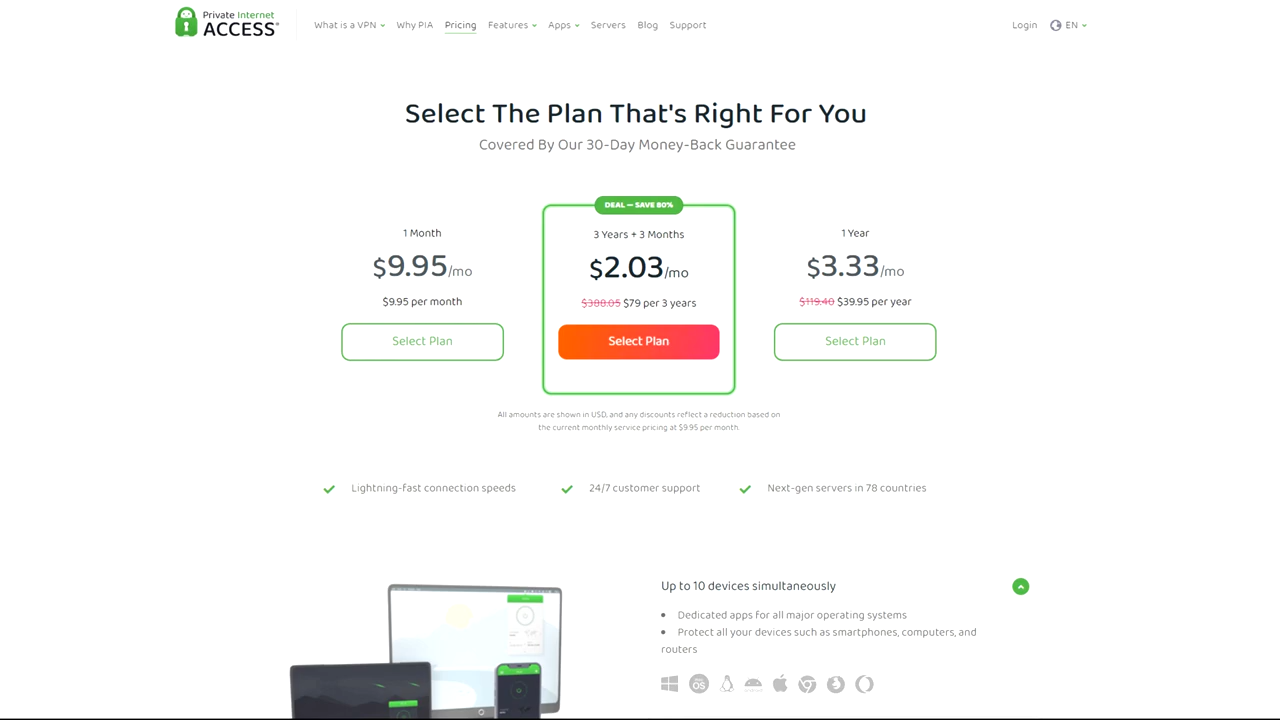 Private Internet
ACCESS®
What is a VPN
Why PIA
Pricing
Features
Apps
Servers
Blog
Support
Login
EN
Select The Plan That's Right For You
Covered By Our 30-Day Money-Back Guarantee
1 Month
$9.95/mo
$9.95 per month
Select Plan
DEAL — SAVE 80%
3 Years + 3 Months
$2.03/mo
$388.05 $79 per 3 years
Select Plan
1 Year
$3.33/mo
$119.40 $39.95 per year
Select Plan
All amounts are shown in USD, and any discounts reflect a reduction based on
the current monthly service pricing at $9.95 per month.
Lightning-fast connection speeds
24/7 customer support
Next-gen servers in 78 countries
Up to 10 devices simultaneously
Dedicated apps for all major operating systems
Protect all your devices such as smartphones, computers, and
routers
OS